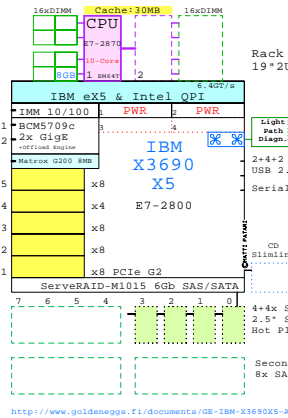 16xDIMM Cache:30MB 16xDIMM
CPU
E7-2870
10-Core
8GB 1 EM64T 2
Rack
19"2U
6.4GT/s
IBM eX5 & Intel QPI
IMM 10/100 1 PWR 2 PWR
1 BCM5709c 3 4
2 2x GigE
+Offload Engine
Matrox G200 8MB
Light
Path
Diagn.
IBM
X3690
X5
E7-2800
2+4+2
USB 2.
Serial
5 x8
4 x4
3 x8
2 x8
1 x8 PCIe G2
©MATTI PATARI
CD
Slimlin
ServeRAID-M1015 6Gb SAS/SATA
7 6 5 4 3 2 1 0
4+4x S
2.5" S
Hot Pl
Secon
8x SA
http://www.goldeneggs.fi/documents/GE-IBM-X3690X5-A